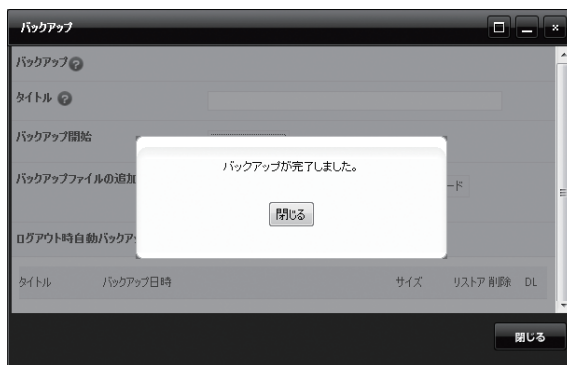 バックアップ
バックアップ
タイトル
バックアップ開始
バックアップが完了しました。
バックアップファイルの追加
ード
閉じる
ログアウト時自動バックアッ
タイトル バックアップ日時 サイズ リストア 削除 DL
閉じる